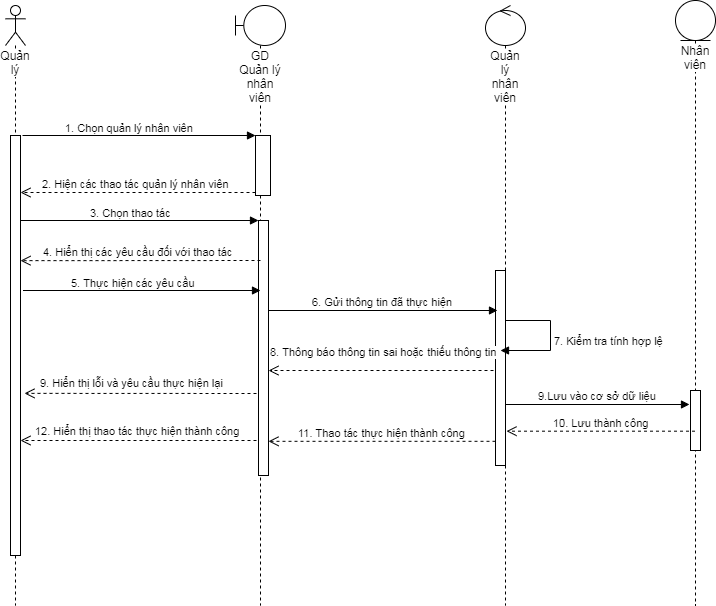 Quản
lý
GD
Quản lý
nhân
viên
Quản
lý
nhân
viên
Nhân
viên
1. Chọn quản lý nhân viên
2. Hiện các thao tác quản lý nhân viên
3. Chọn thao tác
4. Hiển thị các yêu cầu đối với thao tác
5. Thực hiện các yêu cầu
6. Gửi thông tin đã thực hiện
7. Kiểm tra tính hợp lệ
8. Thông báo thông tin sai hoặc thiếu thông tin
9. Hiển thị lỗi và yêu cầu thực hiện lại
9.Lưu vào cơ sở dữ liệu
10. Lưu thành công
11. Thao tác thực hiện thành công
12. Hiển thị thao tác thực hiện thành công